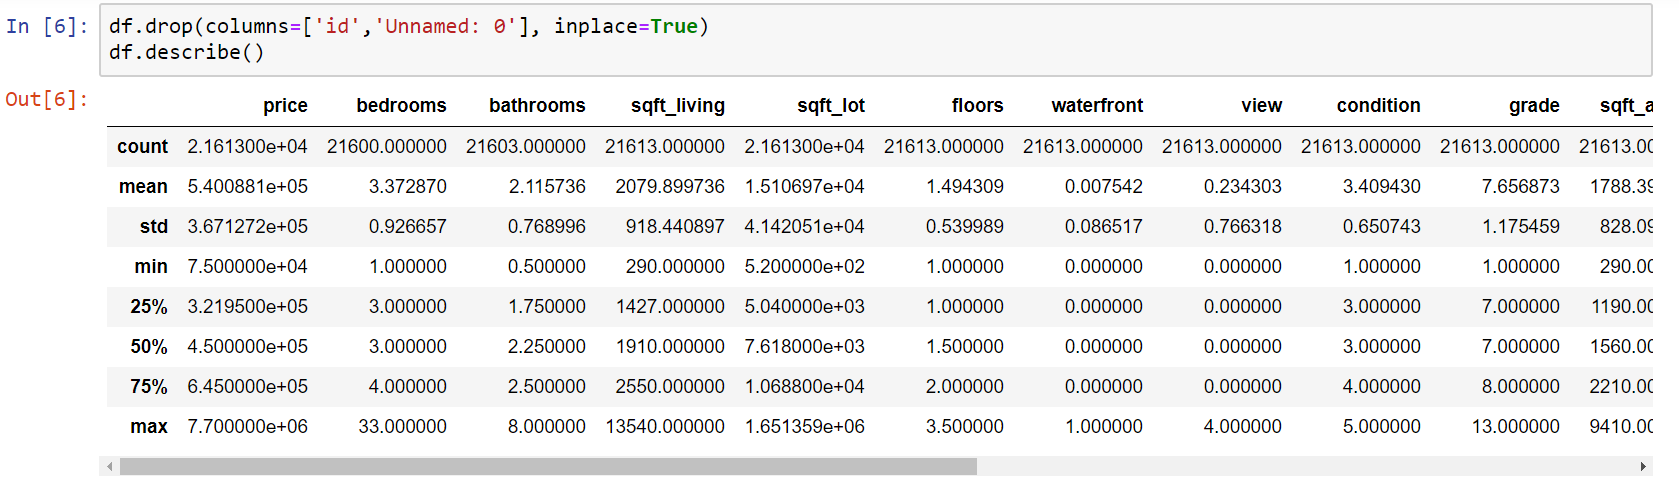 In [6]: df.drop(columns=['id','Unnamed: 0'], inplace=True)
df.describe()
Out[6]:
price bedrooms bathrooms sqft_living sqft_lot floors waterfront view condition grade sqft_a
count 2.161300e+04 21600.000000 21603.000000 21613.000000 2.161300e+04 21613.000000 21613.000000 21613.000000 21613.000000 21613.000000 21613.00
mean 5.400881e+05 3.372870 2.115736 2079.899736 1.510697e+04 1.494309 0.007542 0.234303 3.409430 7.656873 1788.39
std 3.671272e+05 0.926657 0.768996 918.440897 4.142051e+04 0.539989 0.086517 0.766318 0.650743 1.175459 828.09
min 7.500000e+04 1.000000 0.500000 290.000000 5.200000e+02 1.000000 0.000000 0.000000 1.000000 1.000000 290.00
25% 3.219500e+05 3.000000 1.750000 1427.000000 5.040000e+03 1.000000 0.000000 0.000000 3.000000 7.000000 1190.00
50% 4.500000e+05 3.000000 2.250000 1910.000000 7.618000e+03 1.500000 0.000000 0.000000 3.000000 7.000000 1560.00
75% 6.450000e+05 4.000000 2.500000 2550.000000 1.068800e+04 2.000000 0.000000 0.000000 4.000000 8.000000 2210.00
max 7.700000e+06 33.000000 8.000000 13540.000000 1.651359e+06 3.500000 1.000000 4.000000 5.000000 13.000000 9410.00